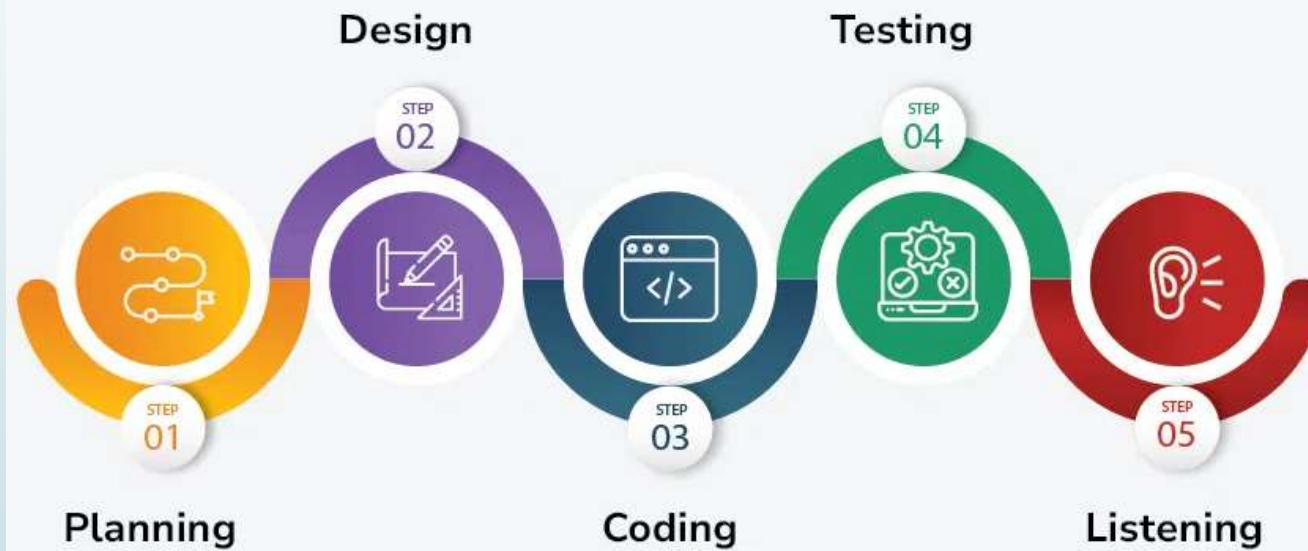 Design
Testing
STEP
02
STEP
04
STEP
01
STEP
03
STEP
05
Planning
Coding
Listening